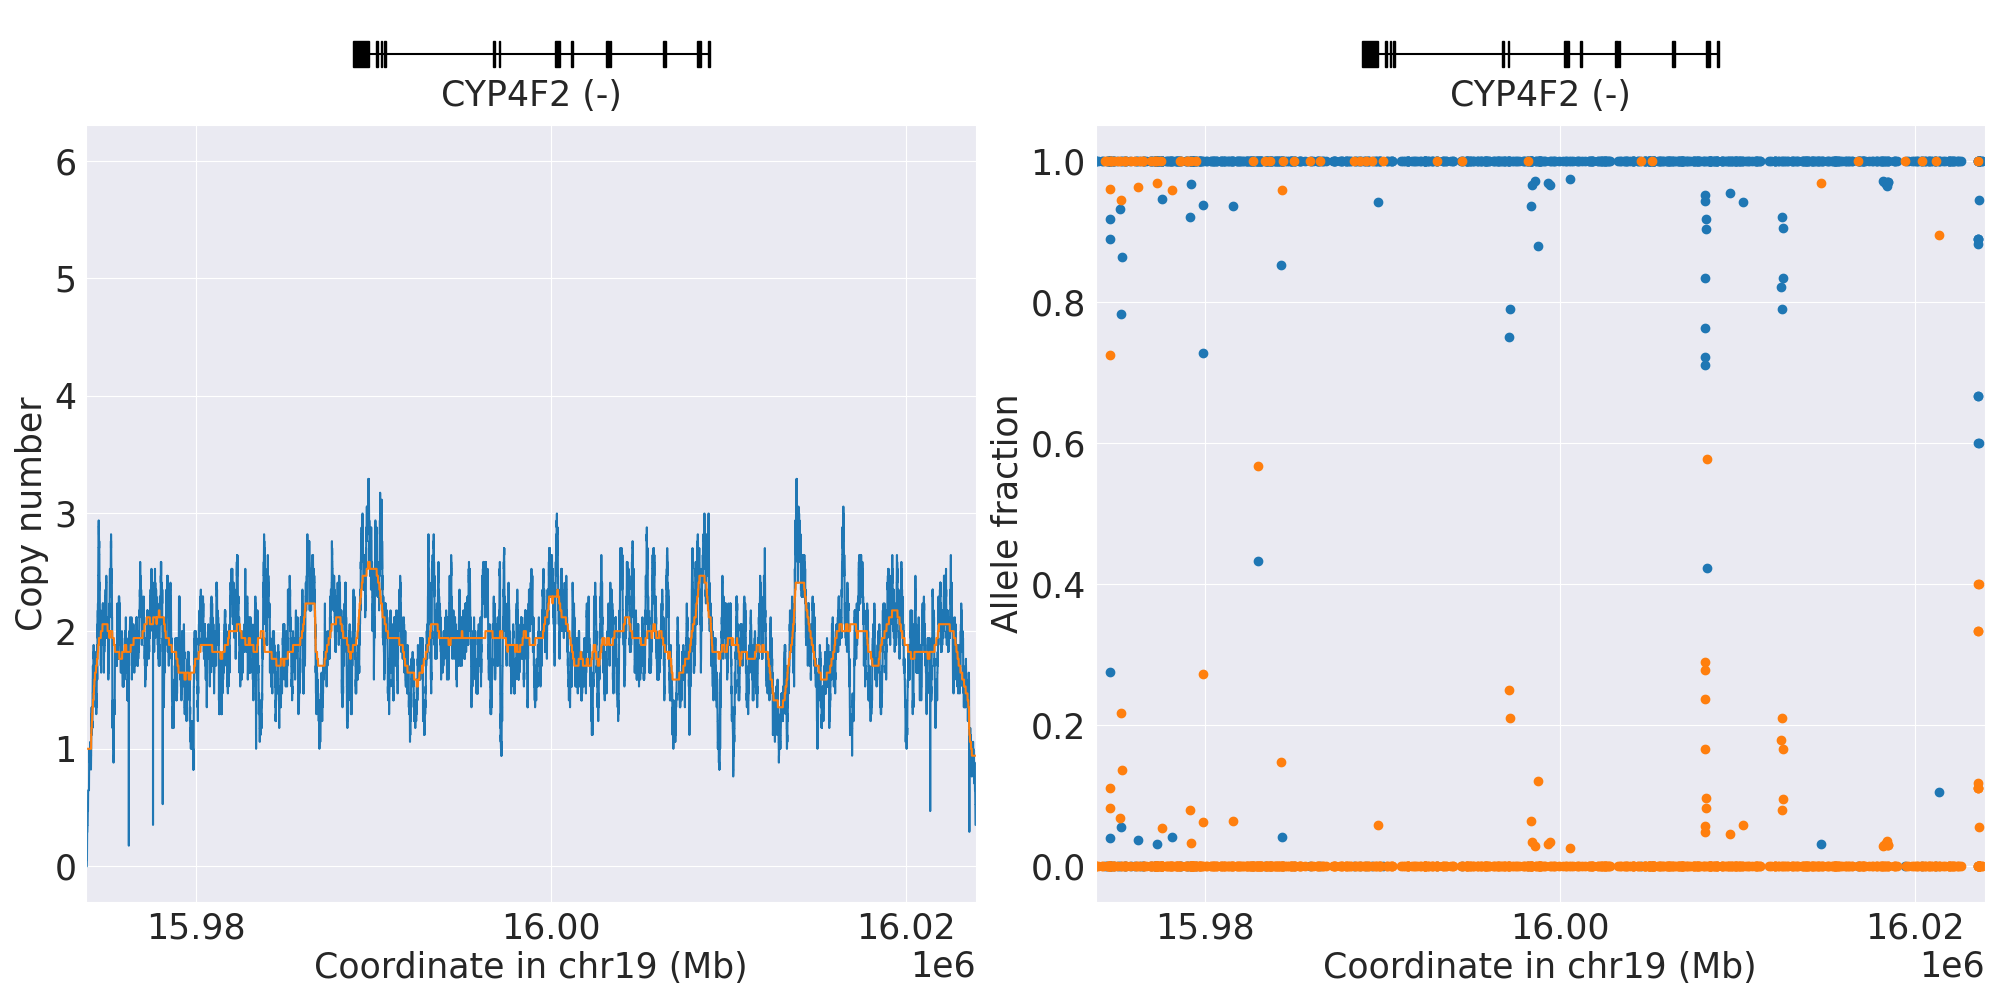 CYP4F2 (-)
6
5
4
3
2
1
0
Copy number
15.98
16.00
16.02
Coordinate in chr19 (Mb)
1e6
CYP4F2 (-)
1.0
0.8
0.6
0.4
0.2
0.0
Allele fraction
15.98
16.00
16.02
Coordinate in chr19 (Mb)
1e6